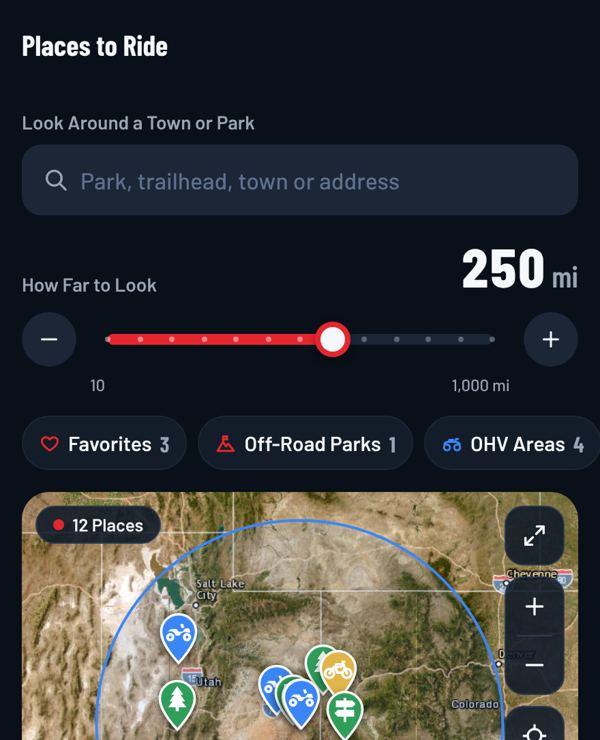 Places to Ride
Look Around a Town or Park
Park, trailhead, town or address
How Far to Look
250 mi
10
1,000 mi
Favorites 3
Off-Road Parks 1
OHV Areas 4
12 Places
Salt Lake
City
Cheyenne
80
15
Utah
Colorado